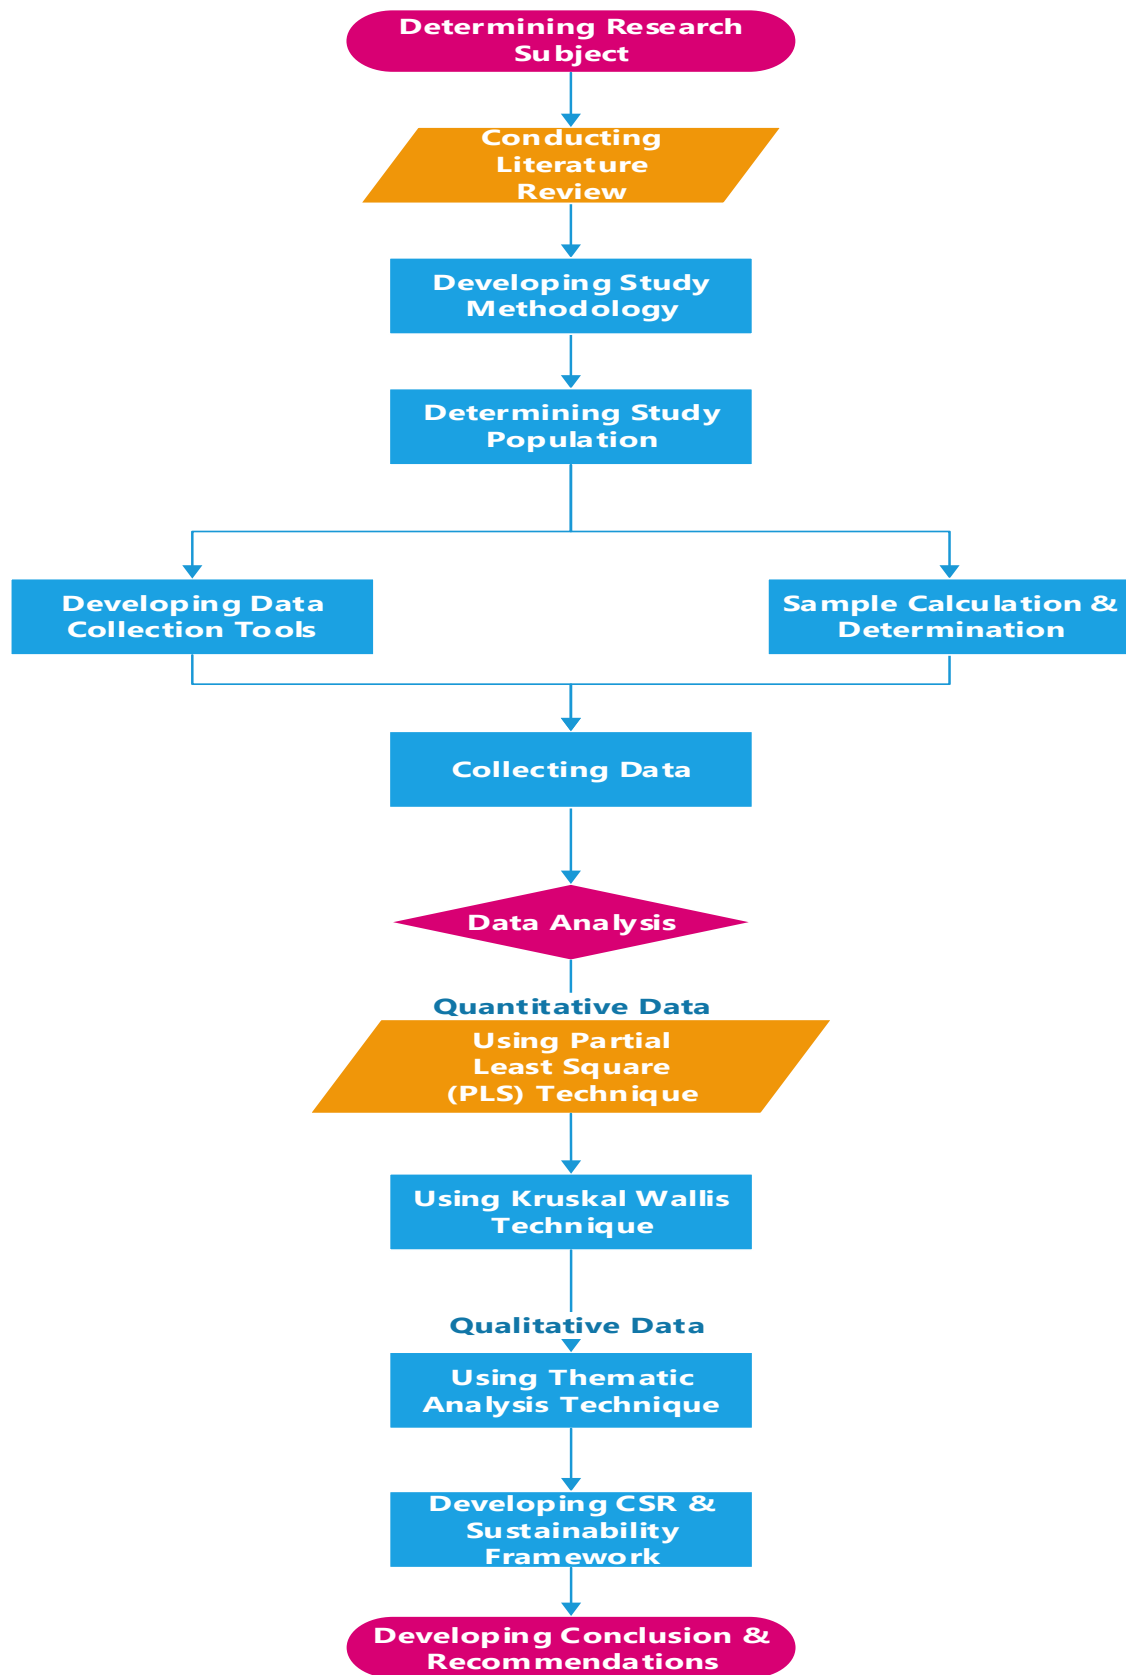 Determining Research
Subject
Conducting
Literature
Review
Developing Study
Methodology
Determining Study
Population
Developing Data
Collection Tools
Sample Calculation &
Determination
Collecting Data
Data Analysis
Quantitative Data
Using Partial
Least Square
(PLS) Technique
Using Kruskal Wallis
Technique
Qualitative Data
Using Thematic
Analysis Technique
Developing CSR &
Sustainability
Framework
Developing Conclusion &
Recommendations